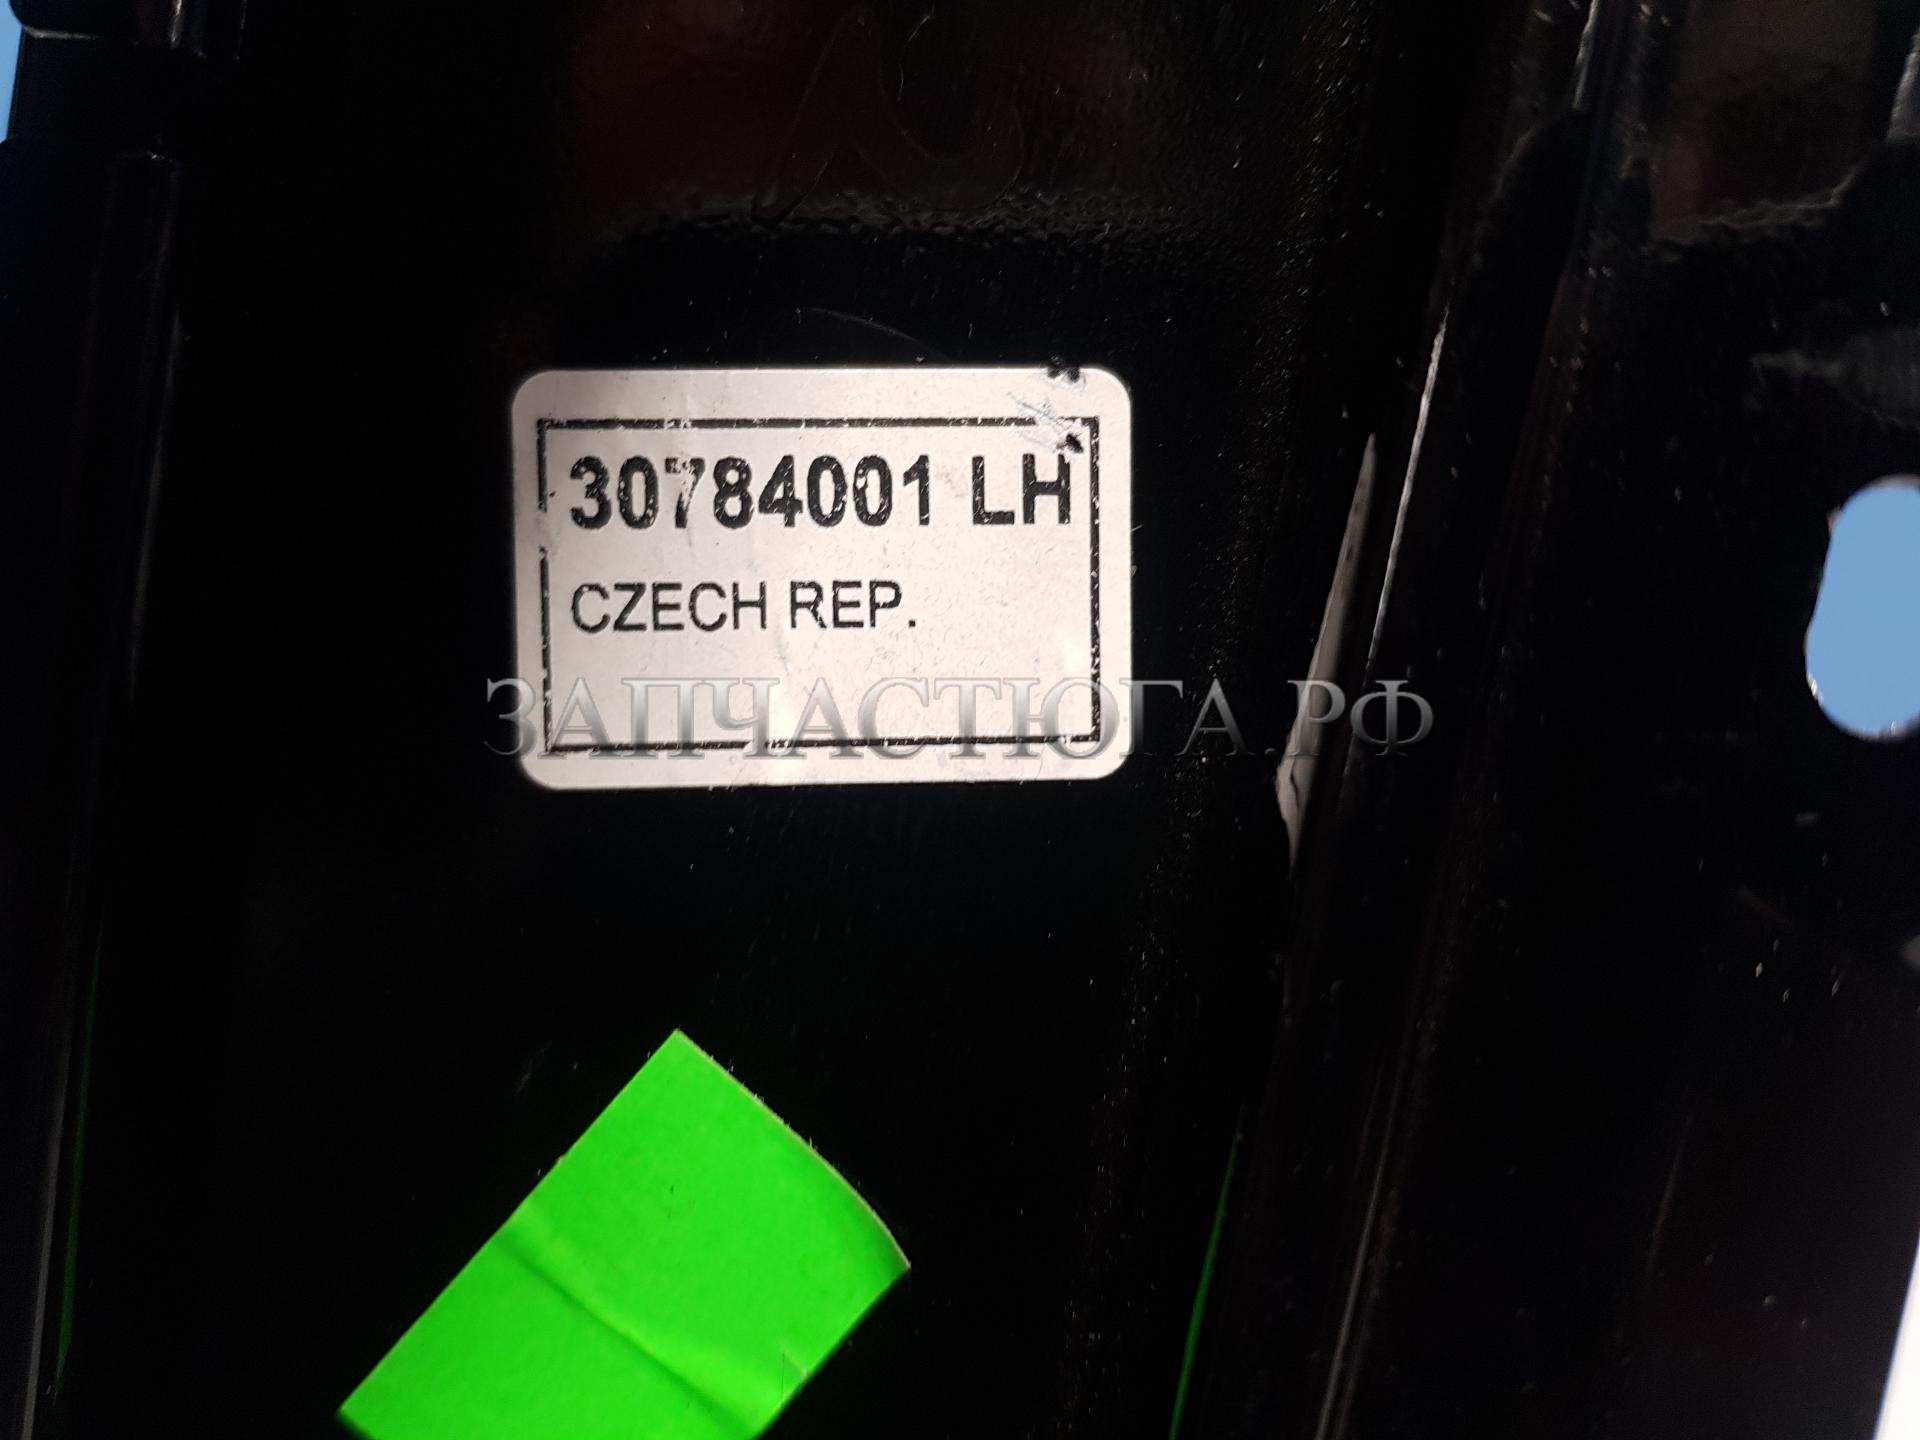 30784001 LH
CZECH REP.
ЗАПЧАСТЮГА.РФ